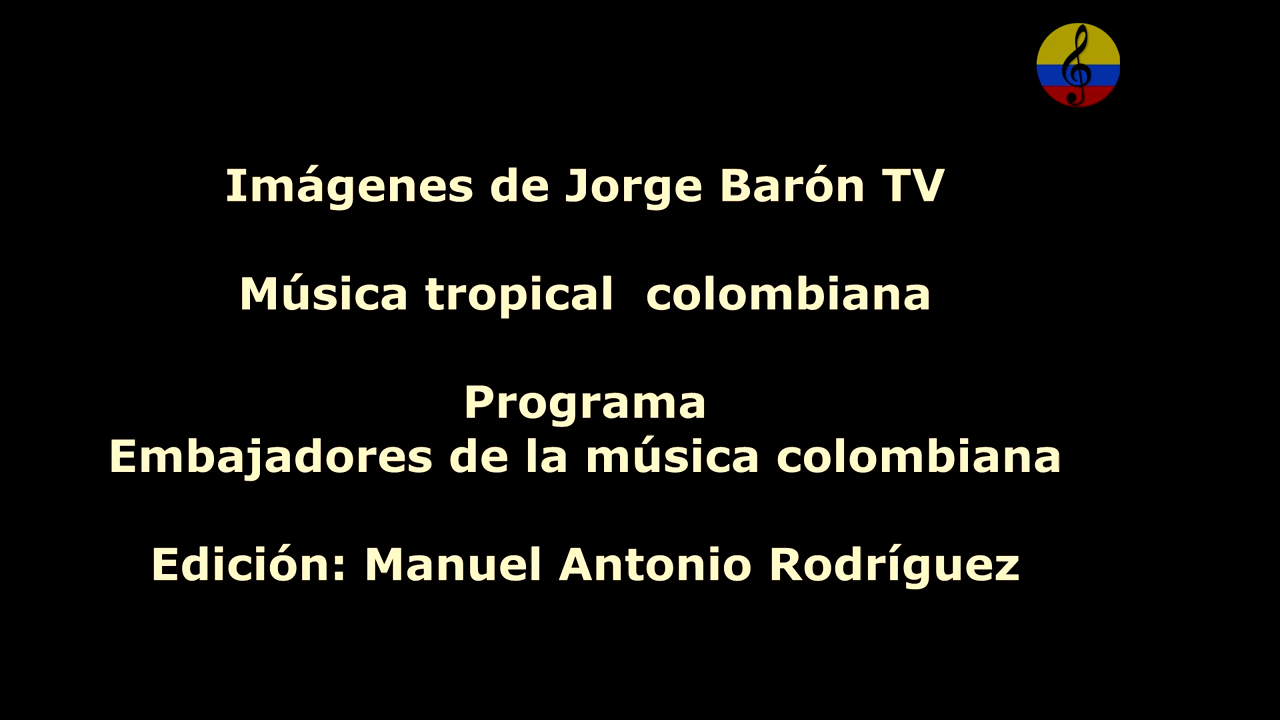 Imágenes de Jorge Barón TV
Música tropical  colombiana
Programa
Embajadores de la música colombiana
Edición: Manuel Antonio Rodríguez